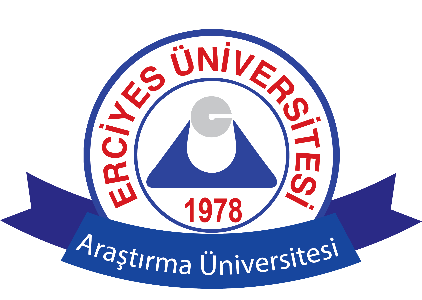 ERCİYES ÜNİVERSİTESİ
1978
Araştırma Üniversitesi